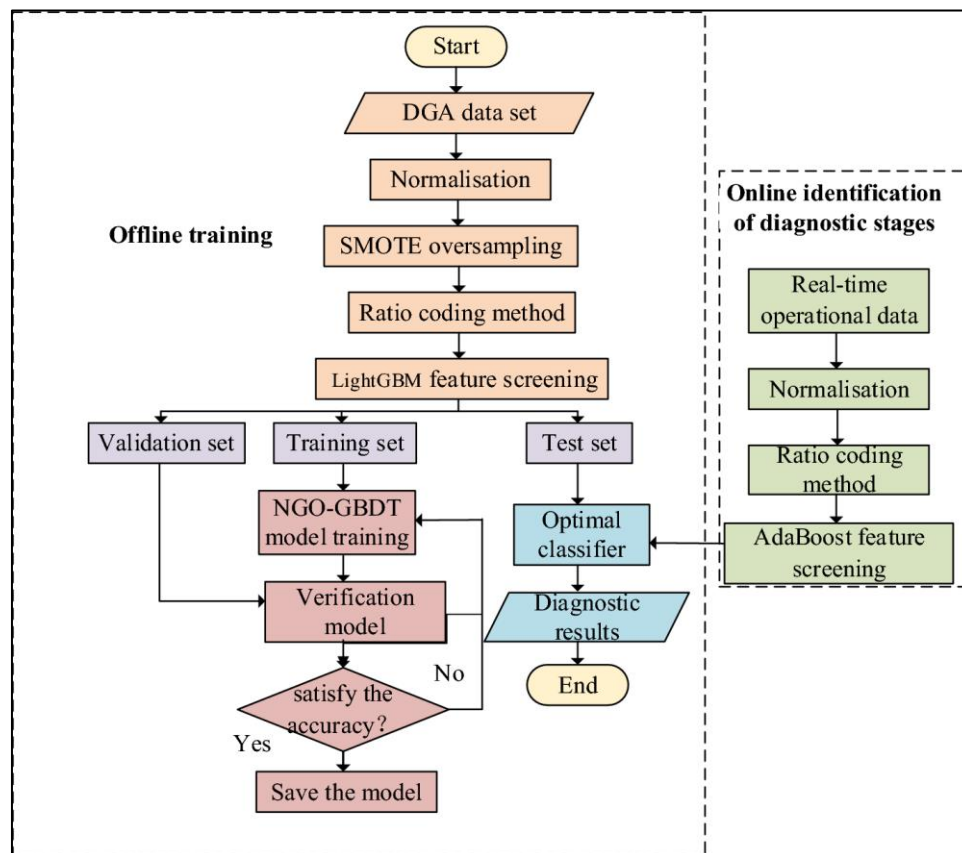 Start
DGA data set
Normalisation
Offline training
SMOTE oversampling
Ratio coding method
LightGBM feature screening
Validation set
Training set
Test set
NGO-GBDT
model training
Optimal
classifier
Verification
model
Diagnostic
results
No
End
satisfy the
accuracy?
Yes
Save the model
Online identification
of diagnostic stages
Real-time
operational data
Normalisation
Ratio coding
method
AdaBoost feature
screening